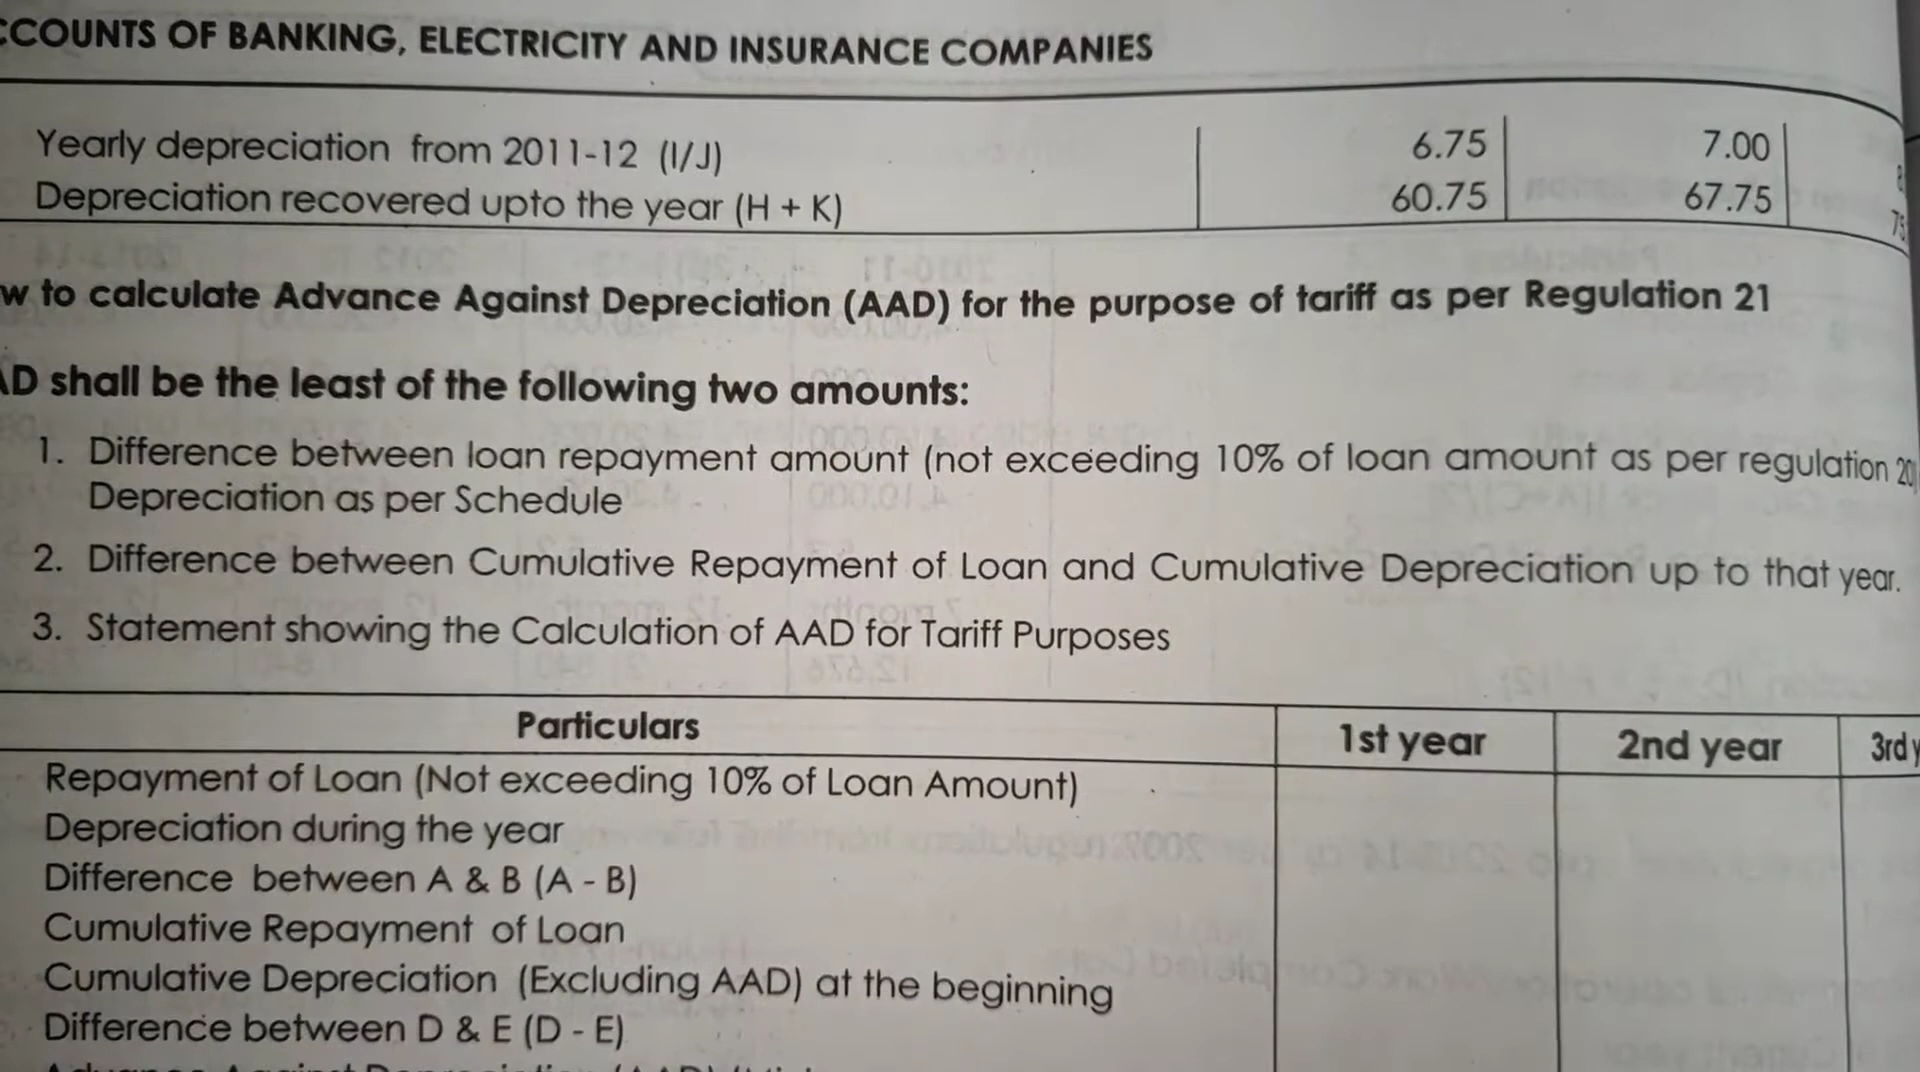 CCOUNTS OF BANKING, ELECTRICITY AND INSURANCE COMPANIES
Yearly depreciation from 2011-12 (I/J) 6.75 7.00
Depreciation recovered upto the year (H + K) 60.75 67.75
w to calculate Advance Against Depreciation (AAD) for the purpose of tariff as per Regulation 21
AD shall be the least of the following two amounts:
1. Difference between loan repayment amount (not exceeding 10% of loan amount as per regulation
Depreciation as per Schedule
2. Difference between Cumulative Repayment of Loan and Cumulative Depreciation up to that year.
3. Statement showing the Calculation of AAD for Tariff Purposes
Particulars 1st year 2nd year 3rd y
Repayment of Loan (Not exceeding 10% of Loan Amount)
Depreciation during the year
Difference between A & B (A - B)
Cumulative Repayment of Loan
Cumulative Depreciation (Excluding AAD) at the beginning
Difference between D & E (D - E)